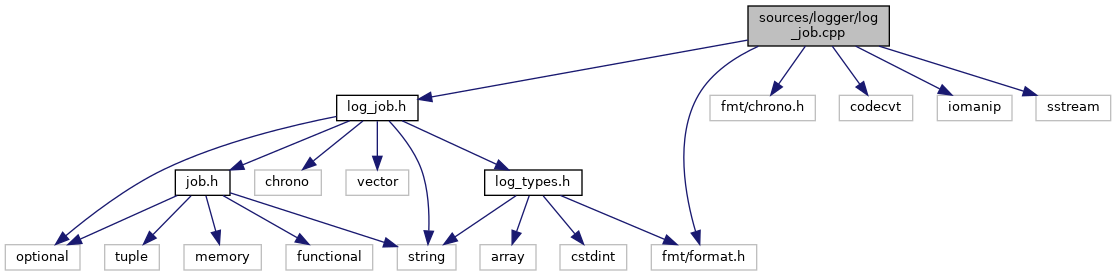 sources/logger/log
_job.cpp
log_job.h
fmt/chrono.h
codecvt
iomanip
sstream
job.h
chrono
vector
log_types.h
optional
tuple
memory
functional
string
array
cstdint
fmt/format.h